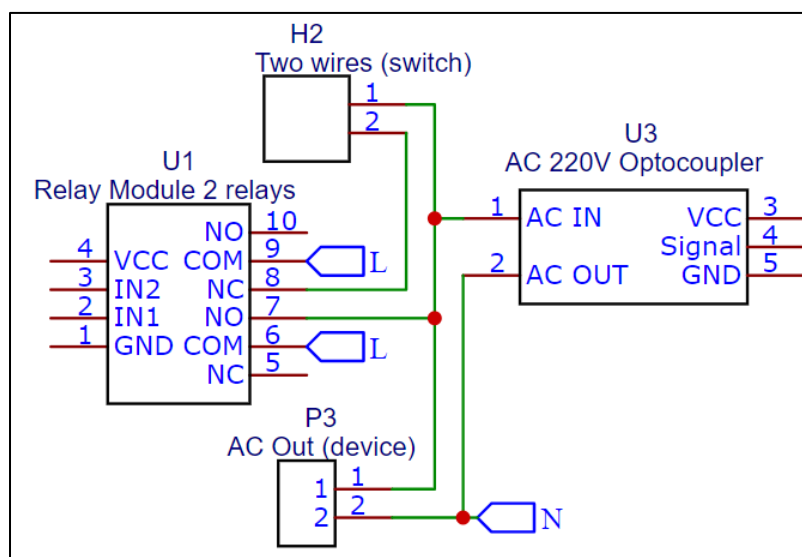 H2
Two wires (switch)
1
2
U1
Relay Module 2 relays
NO 10
4 VCC COM 9 L
3 IN2 NC 8
2 IN1 NO 7
1 GND COM 6 L
NC 5
U3
AC 220V Optocoupler
1 AC IN VCC 3
Signal 4
2 AC OUT GND 5
P3
AC Out (device)
1 1
2 2
N